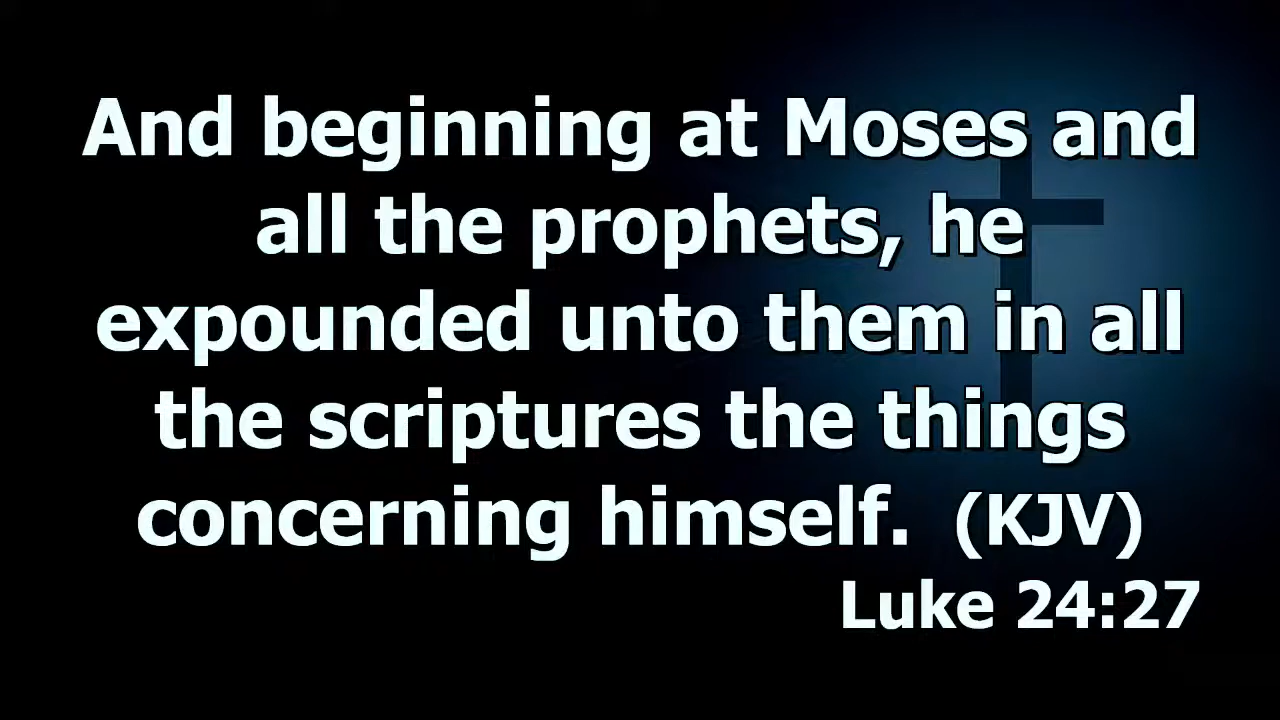 And beginning at Moses and
all the prophets, he
expounded unto them in all
the scriptures the things
concerning himself. (KJV)
Luke 24:27